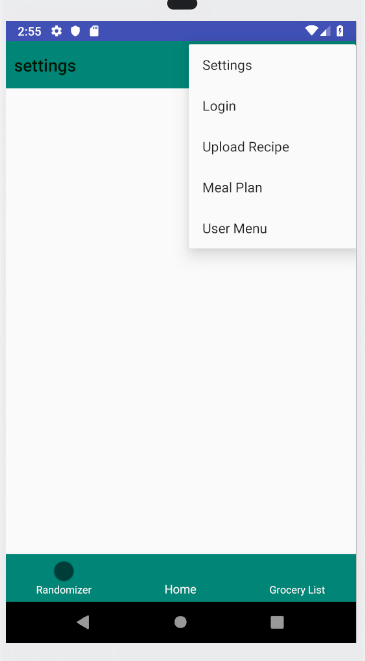 2:55
settings
Settings
Login
Upload Recipe
Meal Plan
User Menu
Randomizer
Home
Grocery List